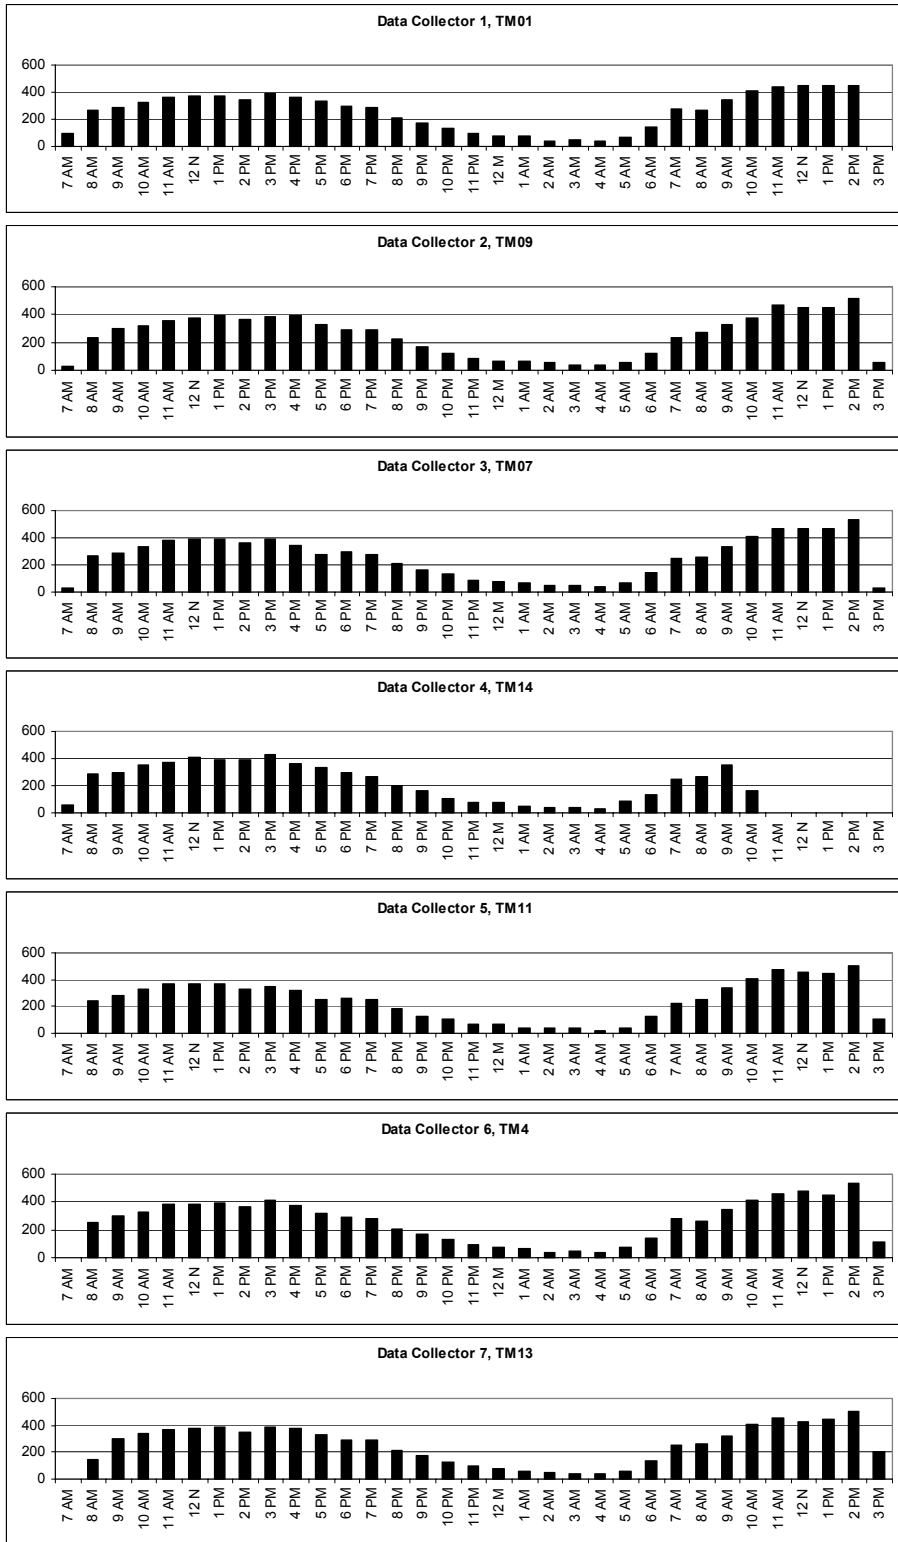 Data Collector 1, TM01
600
400
200
0
7 AM 8 AM 9 AM 10 AM 11 AM 12 N 1 PM 2 PM 3 PM 4 PM 5 PM 6 PM 7 PM 8 PM 9 PM 10 PM 11 PM 12 M 1 AM 2 AM 3 AM 4 AM 5 AM 6 AM 7 AM 8 AM 9 AM 10 AM 11 AM 12 N 1 PM 2 PM 3 PM
Data Collector 2, TM09
600
400
200
0
7 AM 8 AM 9 AM 10 AM 11 AM 12 N 1 PM 2 PM 3 PM 4 PM 5 PM 6 PM 7 PM 8 PM 9 PM 10 PM 11 PM 12 M 1 AM 2 AM 3 AM 4 AM 5 AM 6 AM 7 AM 8 AM 9 AM 10 AM 11 AM 12 N 1 PM 2 PM 3 PM
Data Collector 3, TM07
600
400
200
0
7 AM 8 AM 9 AM 10 AM 11 AM 12 N 1 PM 2 PM 3 PM 4 PM 5 PM 6 PM 7 PM 8 PM 9 PM 10 PM 11 PM 12 M 1 AM 2 AM 3 AM 4 AM 5 AM 6 AM 7 AM 8 AM 9 AM 10 AM 11 AM 12 N 1 PM 2 PM 3 PM
Data Collector 4, TM14
600
400
200
0
7 AM 8 AM 9 AM 10 AM 11 AM 12 N 1 PM 2 PM 3 PM 4 PM 5 PM 6 PM 7 PM 8 PM 9 PM 10 PM 11 PM 12 M 1 AM 2 AM 3 AM 4 AM 5 AM 6 AM 7 AM 8 AM 9 AM 10 AM 11 AM 12 N 1 PM 2 PM 3 PM
Data Collector 5, TM11
600
400
200
0
7 AM 8 AM 9 AM 10 AM 11 AM 12 N 1 PM 2 PM 3 PM 4 PM 5 PM 6 PM 7 PM 8 PM 9 PM 10 PM 11 PM 12 M 1 AM 2 AM 3 AM 4 AM 5 AM 6 AM 7 AM 8 AM 9 AM 10 AM 11 AM 12 N 1 PM 2 PM 3 PM
Data Collector 6, TM4
600
400
200
0
7 AM 8 AM 9 AM 10 AM 11 AM 12 N 1 PM 2 PM 3 PM 4 PM 5 PM 6 PM 7 PM 8 PM 9 PM 10 PM 11 PM 12 M 1 AM 2 AM 3 AM 4 AM 5 AM 6 AM 7 AM 8 AM 9 AM 10 AM 11 AM 12 N 1 PM 2 PM 3 PM
Data Collector 7, TM13
600
400
200
0
7 AM 8 AM 9 AM 10 AM 11 AM 12 N 1 PM 2 PM 3 PM 4 PM 5 PM 6 PM 7 PM 8 PM 9 PM 10 PM 11 PM 12 M 1 AM 2 AM 3 AM 4 AM 5 AM 6 AM 7 AM 8 AM 9 AM 10 AM 11 AM 12 N 1 PM 2 PM 3 PM